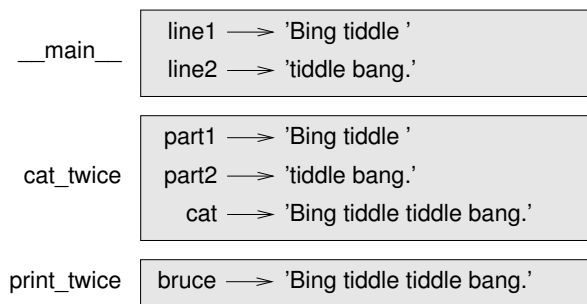 __main__
line1 → 'Bing tiddle '
line2 → 'tiddle bang.'
cat_twice
part1 → 'Bing tiddle '
part2 → 'tiddle bang.'
cat → 'Bing tiddle tiddle bang.'
print_twice
bruce → 'Bing tiddle tiddle bang.'